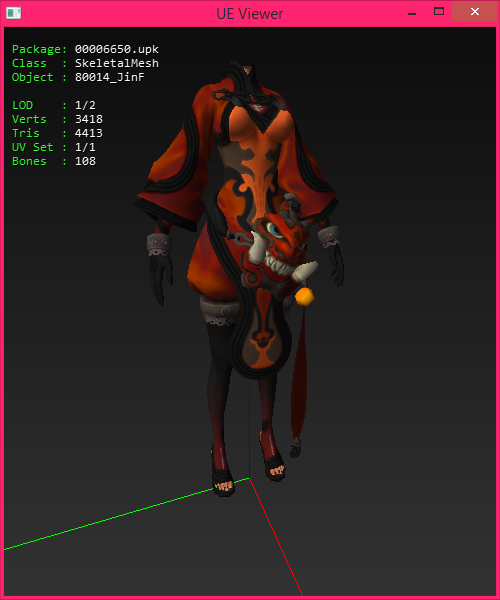 UE Viewer
Package: 00006650.upk
Class : SkeletalMesh
Object : 80014_JinF
LOD : 1/2
Verts : 3418
Tris : 4413
UV Set : 1/1
Bones : 108